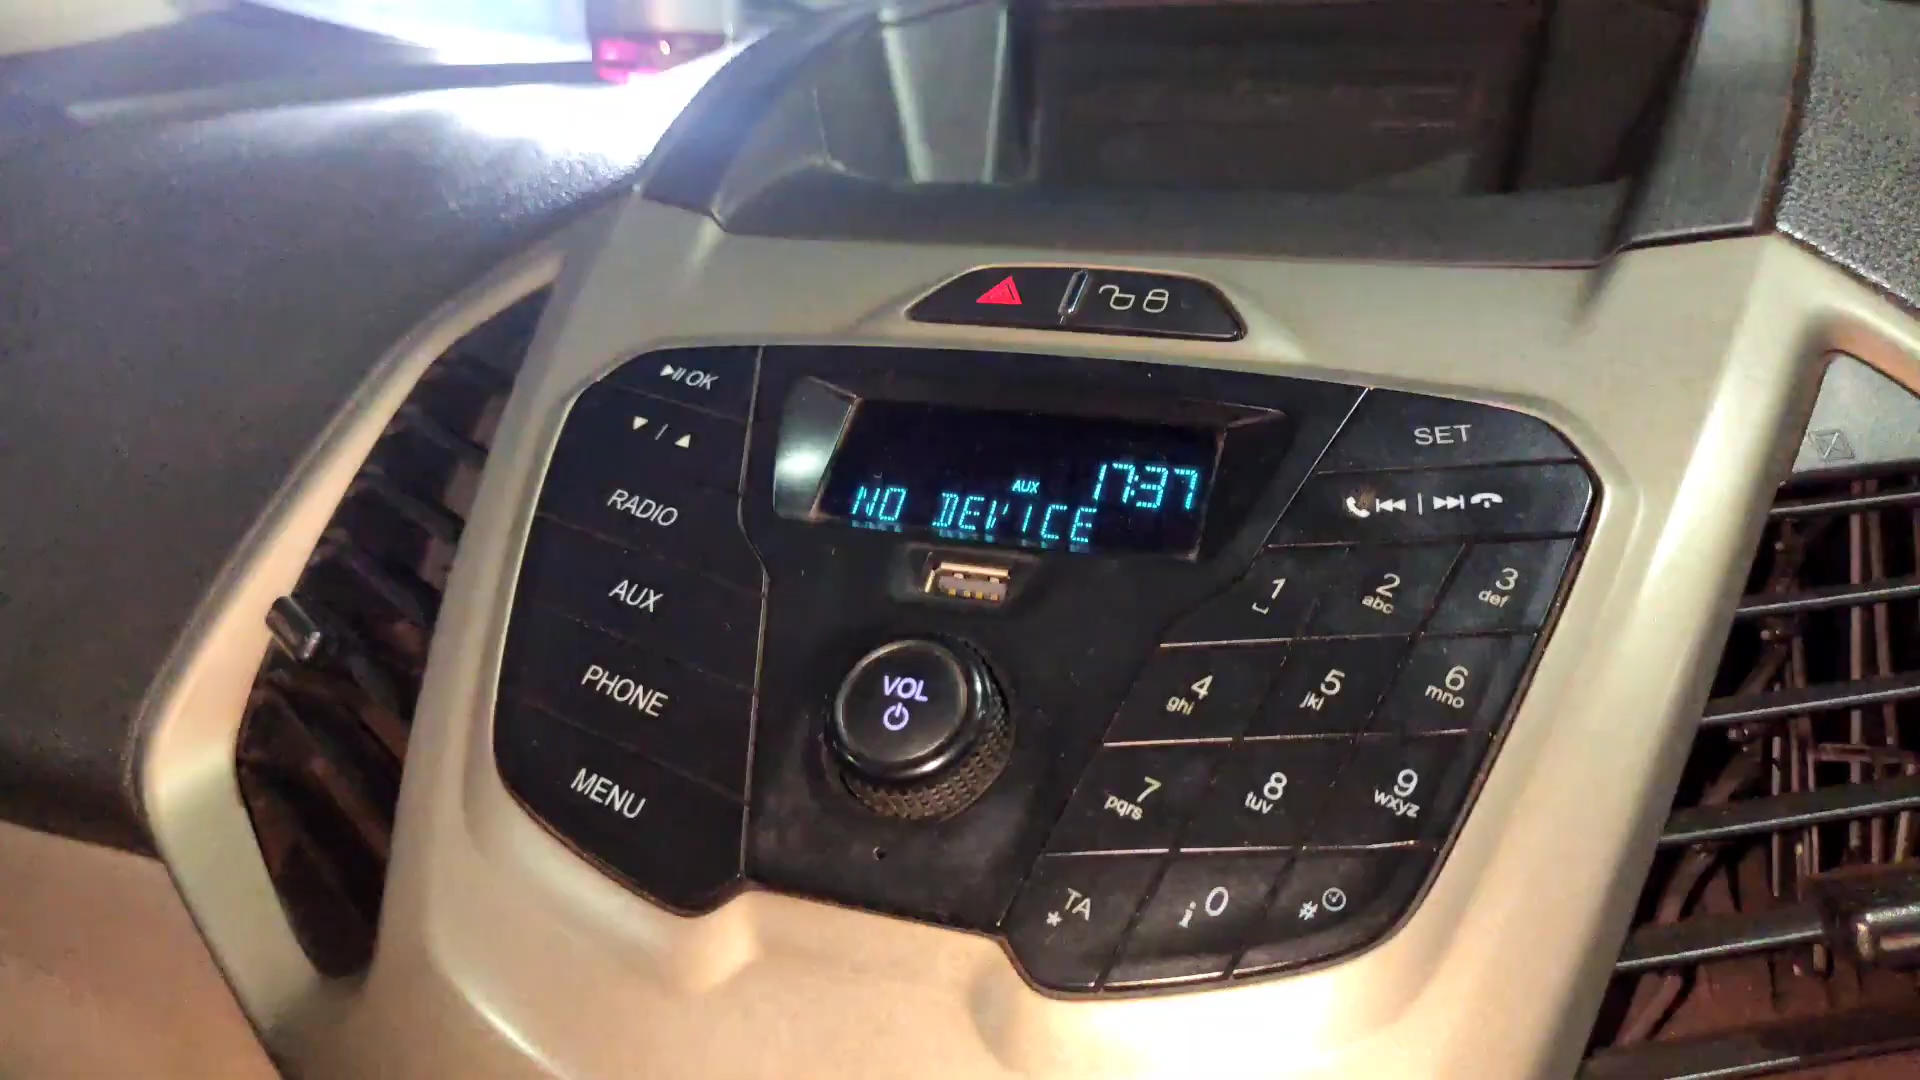 OK
RADIO
AUX
PHONE
MENU
AUX 17:37
NO DEVICE
VOL
SET
1
2 abc
3 def
4 ghi
5 jkl
6 mno
7 pqrs
8 tuv
9 wxyz
* TA
i 0
#